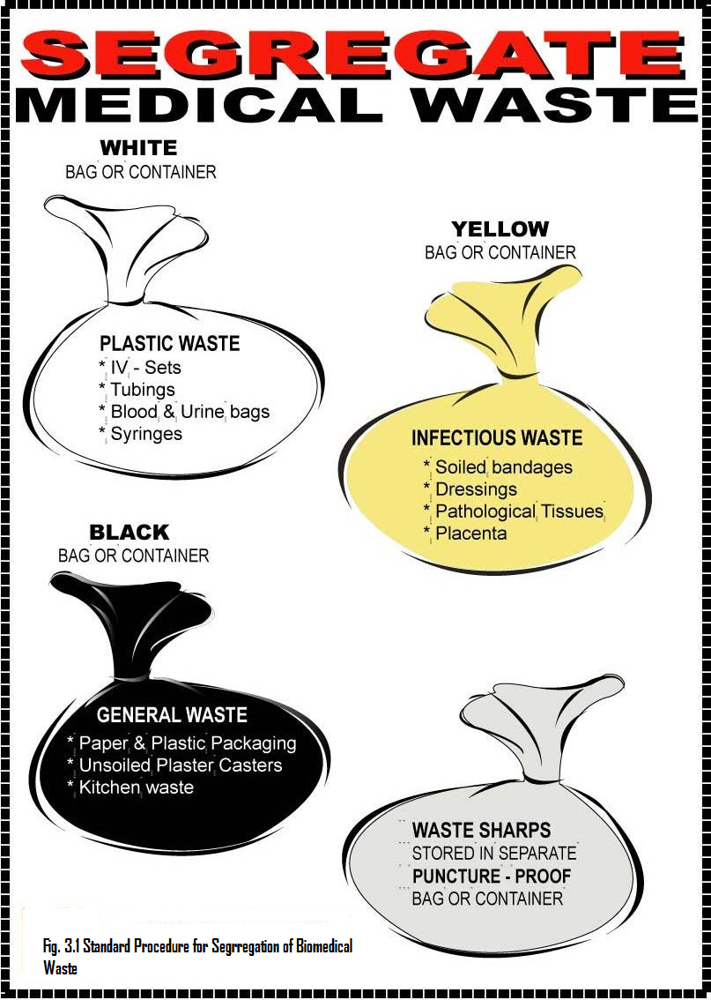 SEGREGATE
MEDICAL WASTE
WHITE
BAG OR CONTAINER
PLASTIC WASTE
* IV - Sets
* Tubings
* Blood & Urine bags
* Syringes
YELLOW
BAG OR CONTAINER
INFECTIOUS WASTE
* Soiled bandages
* Dressings
* Pathological Tissues
* Placenta
BLACK
BAG OR CONTAINER
GENERAL WASTE
* Paper & Plastic Packaging
* Unsoiled Plaster Casters
* Kitchen waste
WASTE SHARPS
STORED IN SEPARATE
PUNCTURE - PROOF
BAG OR CONTAINER
Fig. 3.1 Standard Procedure for Segrregation of Biomedical
Waste